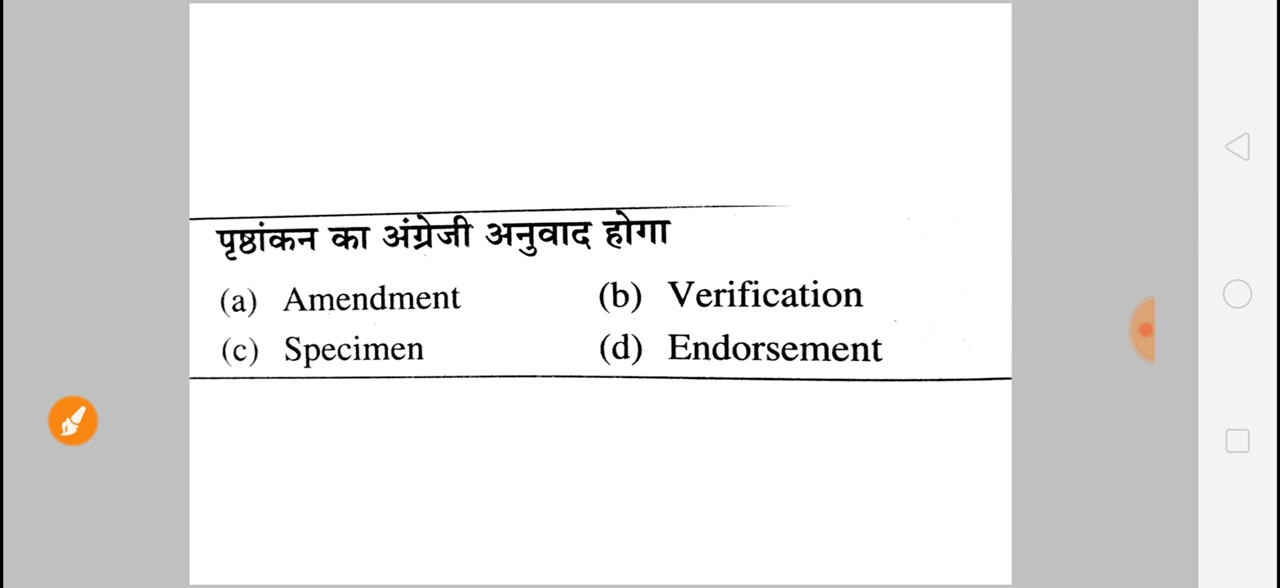 पृष्ठांकन का अंग्रेजी अनुवाद होगा
(a) Amendment (b) Verification
(c) Specimen (d) Endorsement